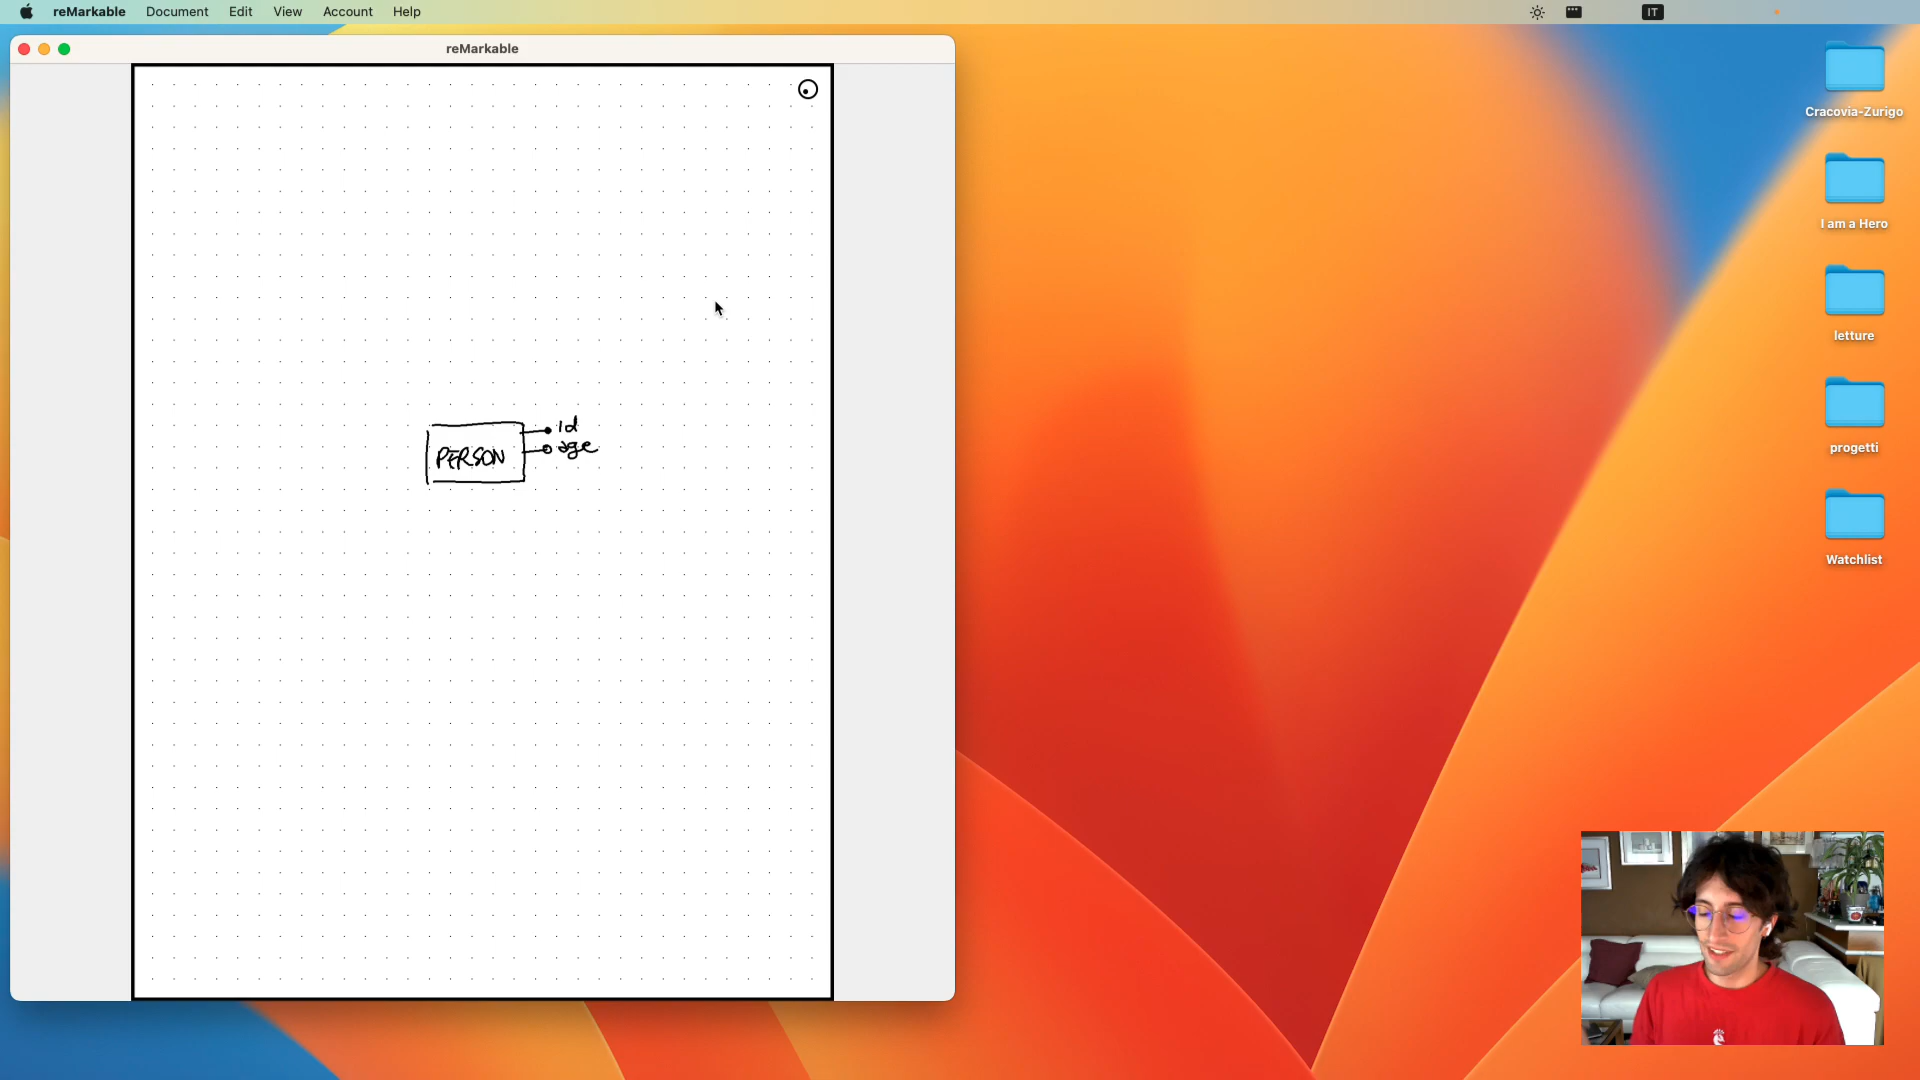 reMarkable Document Edit View Account Help
IT
reMarkable
id
age
PERSON
Cracovia-Zurigo
I am a Hero
letture
progetti
Watchlist